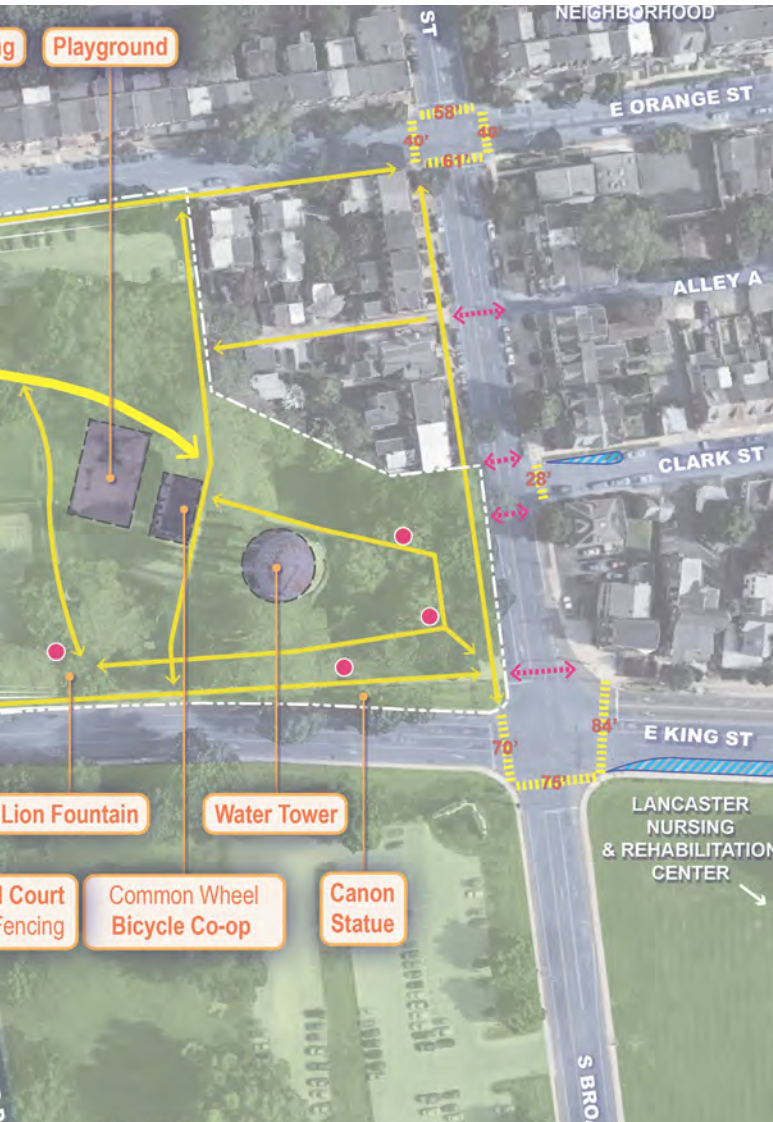 NEIGHBORHOOD
ST
Playground
58'
E ORANGE ST
40'
40'
61'
ALLEY A
CLARK ST
28'
84'
E KING ST
70'
76'
Lion Fountain
Water Tower
LANCASTER
NURSING
& REHABILITATION
CENTER
Court
Fencing
Common Wheel
Bicycle Co-op
Canon
Statue
S BRO